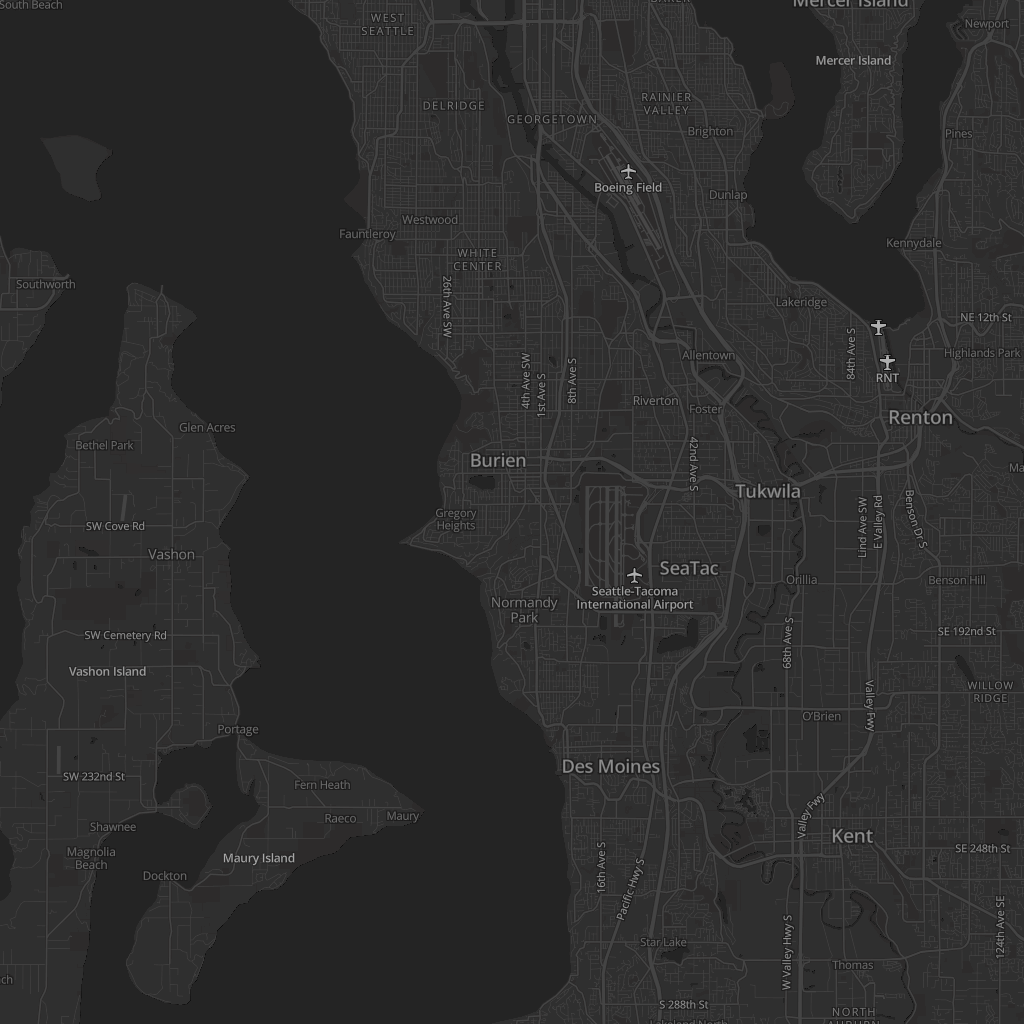 South Beach
Mercer Island
WEST
SEATTLE
Newport
Mercer Island
DELRIDGE
RAINIER
VALLEY
GEORGETOWN
Brighton
Pines
Boeing Field
Dunlap
Westwood
Fauntleroy
Kennydale
WHITE
CENTER
Southworth
26th Ave SW
Lakeridge
NE 12th St
84th Ave S
Allentown
Highlands Park
4th Ave SW
1st Ave S
8th Ave S
RNT
Riverton
Foster
Renton
Glen Acres
Bethel Park
Burien
42nd Ave S
Tukwila
Gregory
Heights
SW Cove Rd
Lind Ave SW
E Valley Rd
Benson Dr S
Vashon
SeaTac
Orillia
Benson Hill
Seattle-Tacoma
International Airport
Normandy
Park
SW Cemetery Rd
68th Ave S
SE 192nd St
Vashon Island
WILLOW
RIDGE
Valley Fwy
Portage
O'Brien
Des Moines
SW 232nd St
Fern Heath
Raeco
Maury
Valley Fwy
Shawnee
Kent
Magnolia
Beach
Maury Island
SE 248th St
Dockton
16th Ave S
Pacific Hwy S
124th Ave SE
W Valley Hwy S
Star Lake
Thomas
S 288th St
NORTH